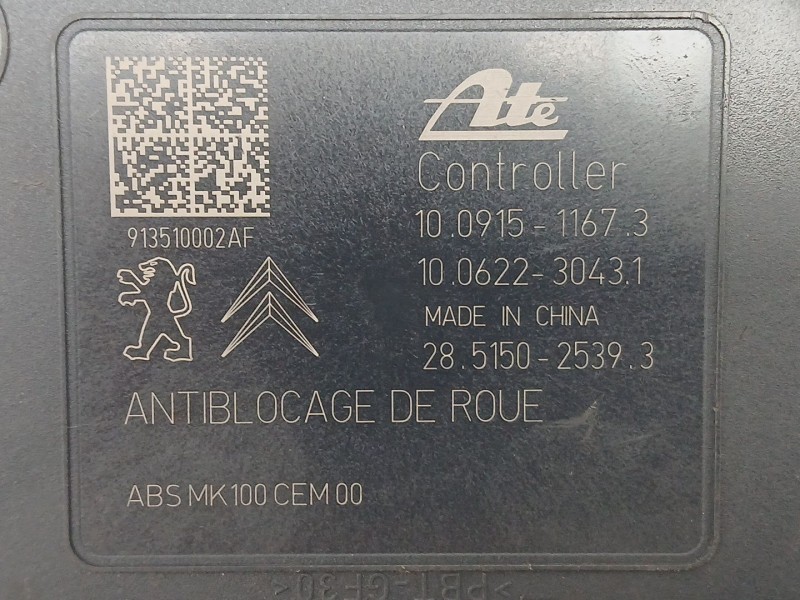 Ate
Controller
10.0915-1167.3
913510002AF
10.0622-3043.1
MADE IN CHINA
28.5150-2539.3
ANTIBLOCAGE DE ROUE
ABS MK100 CEM 00
>PBT-GF30<